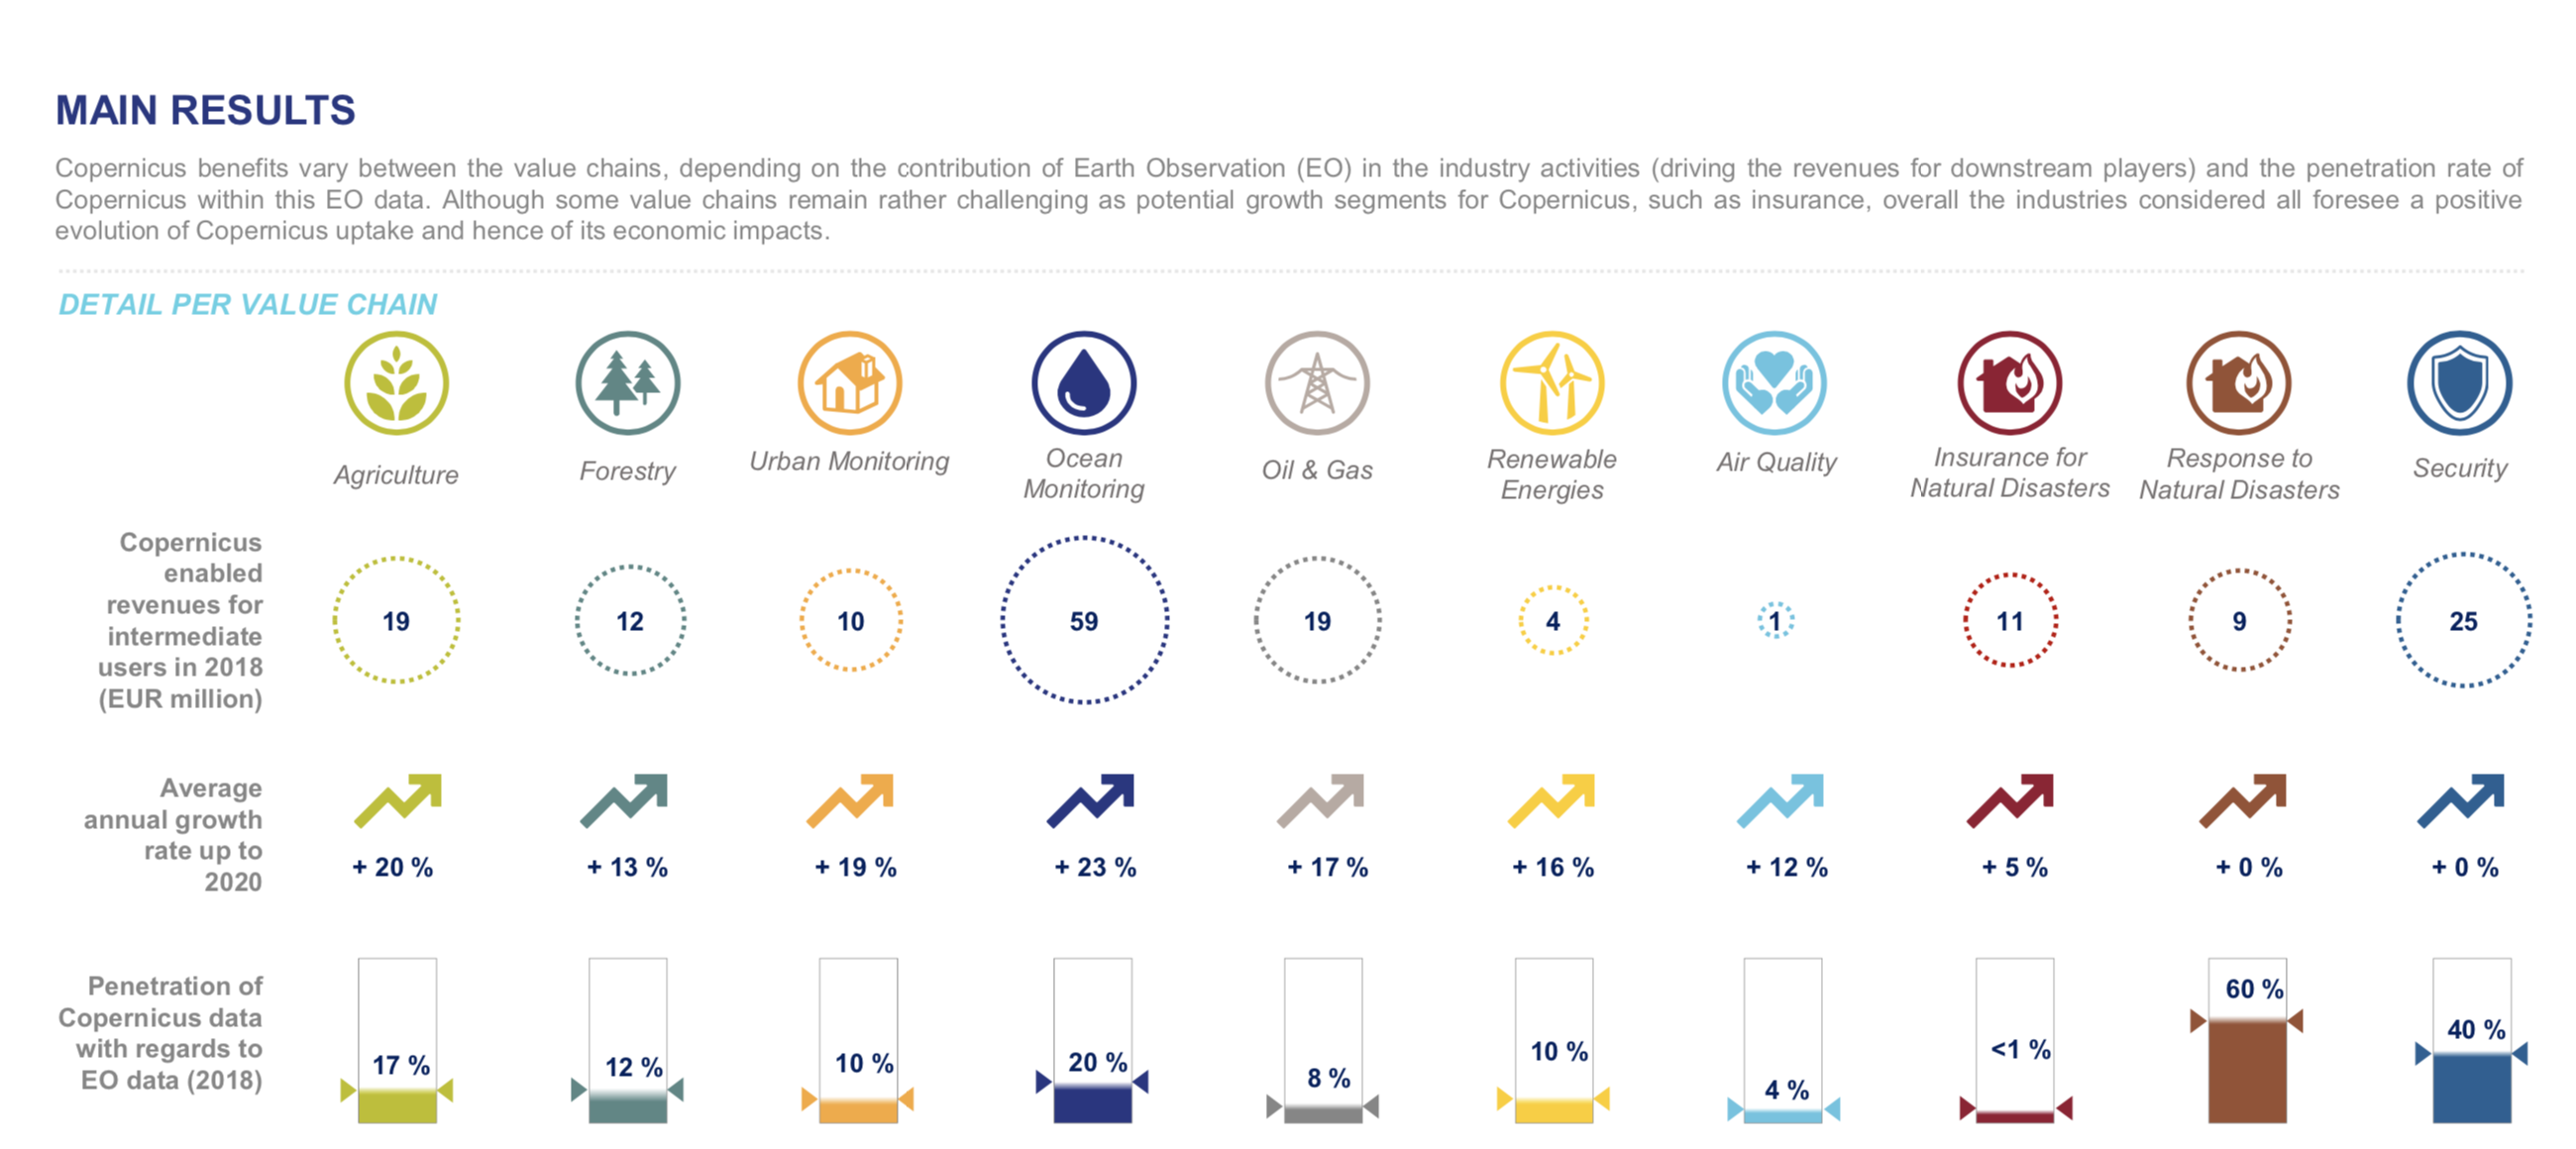 MAIN RESULTS
Copernicus benefits vary between the value chains, depending on the contribution of Earth Observation (EO) in the industry activities (driving the revenues for downstream players) and the penetration rate of
Copernicus within this EO data. Although some value chains remain rather challenging as potential growth segments for Copernicus, such as insurance, overall the industries considered all foresee a positive
evolution of Copernicus uptake and hence of its economic impacts.
DETAIL PER VALUE CHAIN
Agriculture
Forestry
Urban Monitoring
Ocean
Monitoring
Oil & Gas
Renewable
Energies
Air Quality
Insurance for
Natural Disasters
Response to
Natural Disasters
Security
Copernicus
enabled
revenues for
intermediate
users in 2018
(EUR million)
19 12 10 59 19 4 1 11 9 25
Average
annual growth
rate up to
2020
+ 20 % + 13 % + 19 % + 23 % + 17 % + 16 % + 12 % + 5 % + 0 % + 0 %
Penetration of
Copernicus data
with regards to
EO data (2018)
17 % 12 % 10 % 20 % 8 % 10 % 4 % <1 % 60 % 40 %